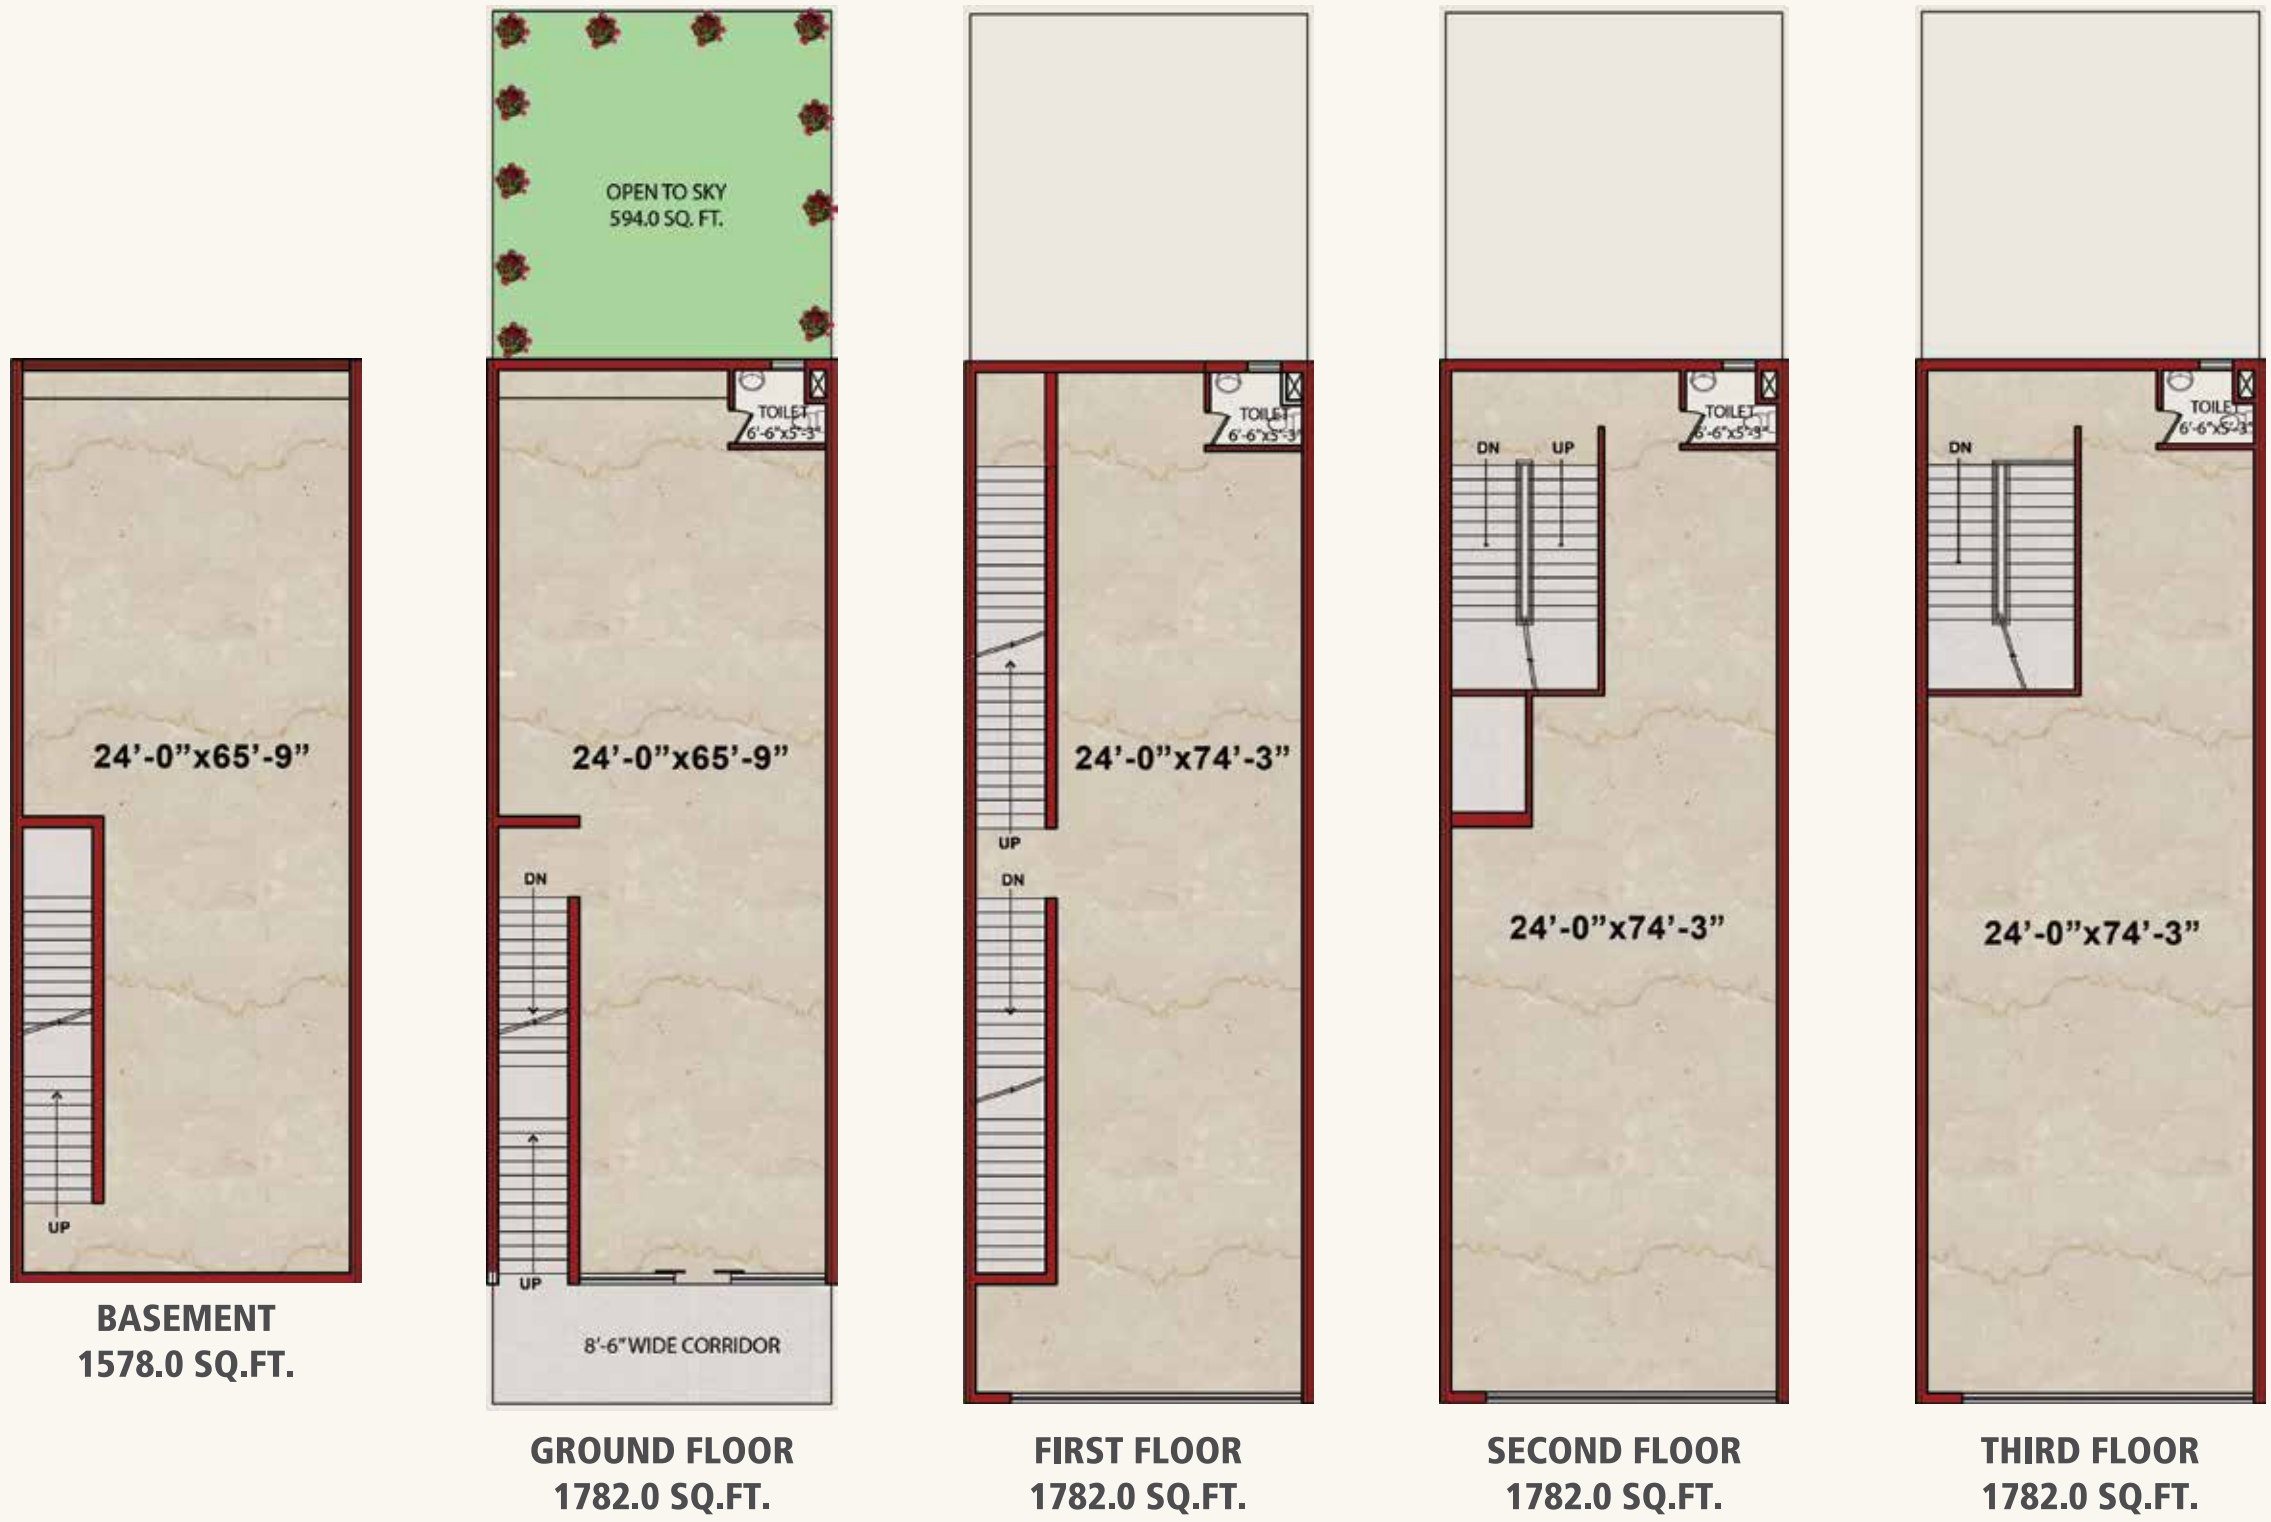 24'-0”x65'-9”
UP
BASEMENT
1578.0 SQ.FT.
OPEN TO SKY
594.0 SQ. FT.
TOILET
6'-6"x5'-3"
24'-0”x65'-9”
DN
UP
8'-6" WIDE CORRIDOR
GROUND FLOOR
1782.0 SQ.FT.
TOILET
6'-6"x5'-3"
24'-0”x74'-3”
UP
DN
FIRST FLOOR
1782.0 SQ.FT.
TOILET
6'-6"x5'-3"
DN UP
24'-0”x74'-3”
SECOND FLOOR
1782.0 SQ.FT.
TOILET
6'-6"x5'-3"
DN
24'-0”x74'-3”
THIRD FLOOR
1782.0 SQ.FT.